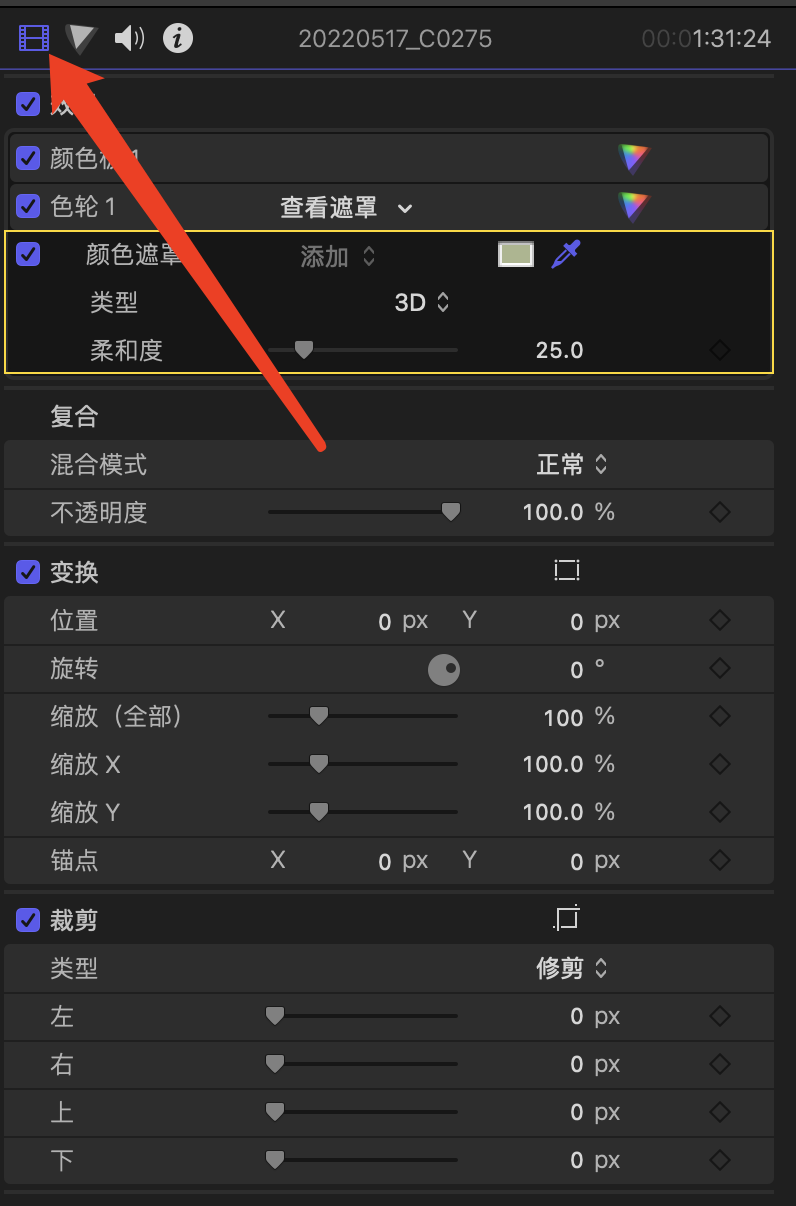 20220517_C0275 00:01:31:24
颜色 1
色轮 1 查看遮罩
颜色遮罩 添加
类型 3D
柔和度 25.0
复合
混合模式 正常
不透明度 100.0 %
变换
位置 X 0 px Y 0 px
旋转 0 °
缩放（全部） 100 %
缩放 X 100.0 %
缩放 Y 100.0 %
锚点 X 0 px Y 0 px
裁剪
类型 修剪
左 0 px
右 0 px
上 0 px
下 0 px